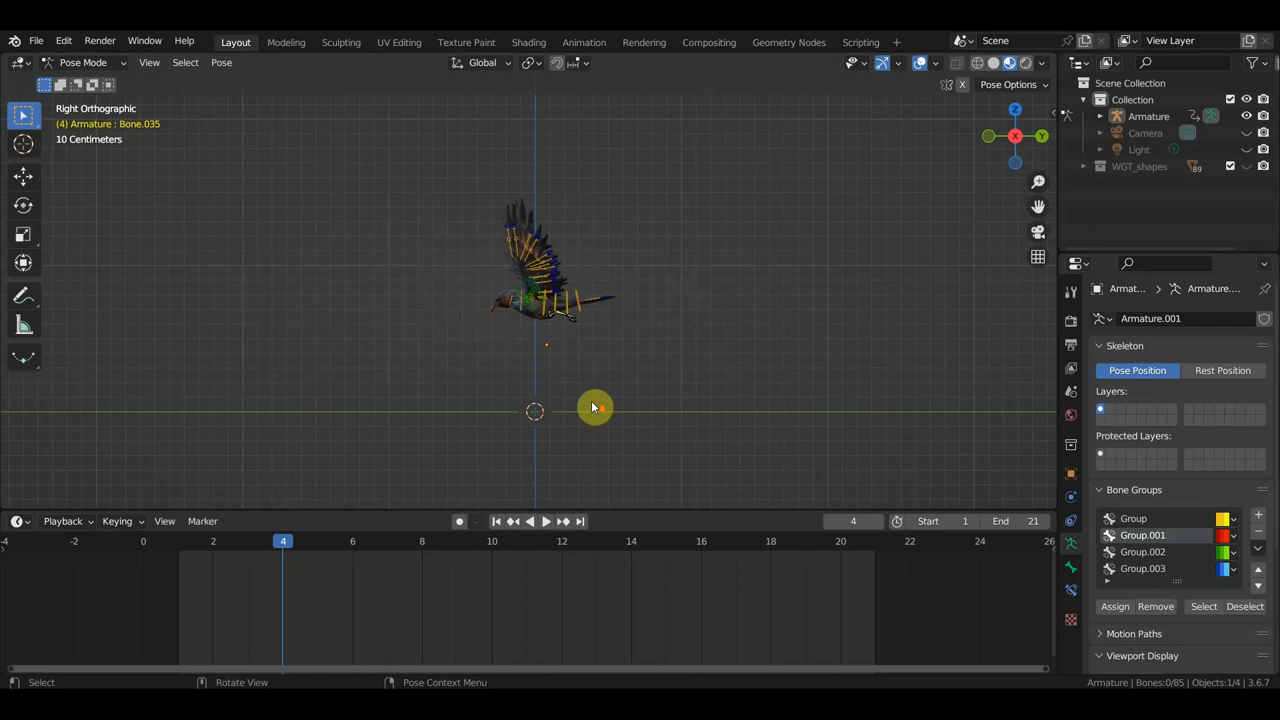 File Edit Render Window Help Layout Modeling Sculpting UV Editing Texture Paint Shading Animation Rendering Compositing Geometry Nodes Scripting + Scene View Layer
Pose Mode View Select Pose Global
X Pose Options
Right Orthographic
(4) Armature : Bone.035
10 Centimeters
Z
X
Y
Scene Collection
Collection
Armature
Camera
Light
WGT_shapes 89
Armat... Armature....
Armature.001
Skeleton
Pose Position Rest Position
Layers:
Protected Layers:
Bone Groups
Group
Group.001
Group.002
Group.003
Assign Remove Select Deselect
Motion Paths
Viewport Display
Playback Keying View Marker 4 Start 1 End 21
-4 0 2 4 6 8 10 12 14 16 18 20 22 24 26
Select Rotate View Pose Context Menu Armature | Bones:0/85 | Objects:1/4 | 3.6.7